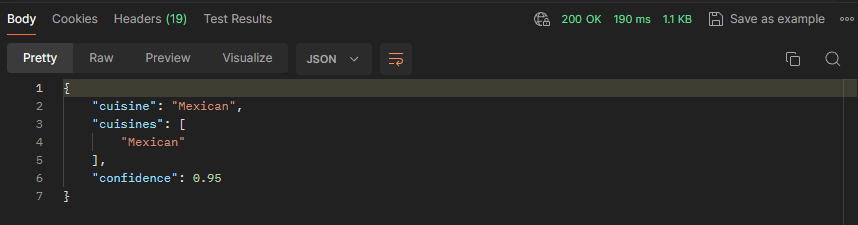 Body Cookies Headers (19) Test Results 200 OK 190 ms 1.1 KB Save as example
Pretty Raw Preview Visualize JSON
1 {
2 "cuisine": "Mexican",
3 "cuisines": [
4 "Mexican"
5 ],
6 "confidence": 0.95
7 }